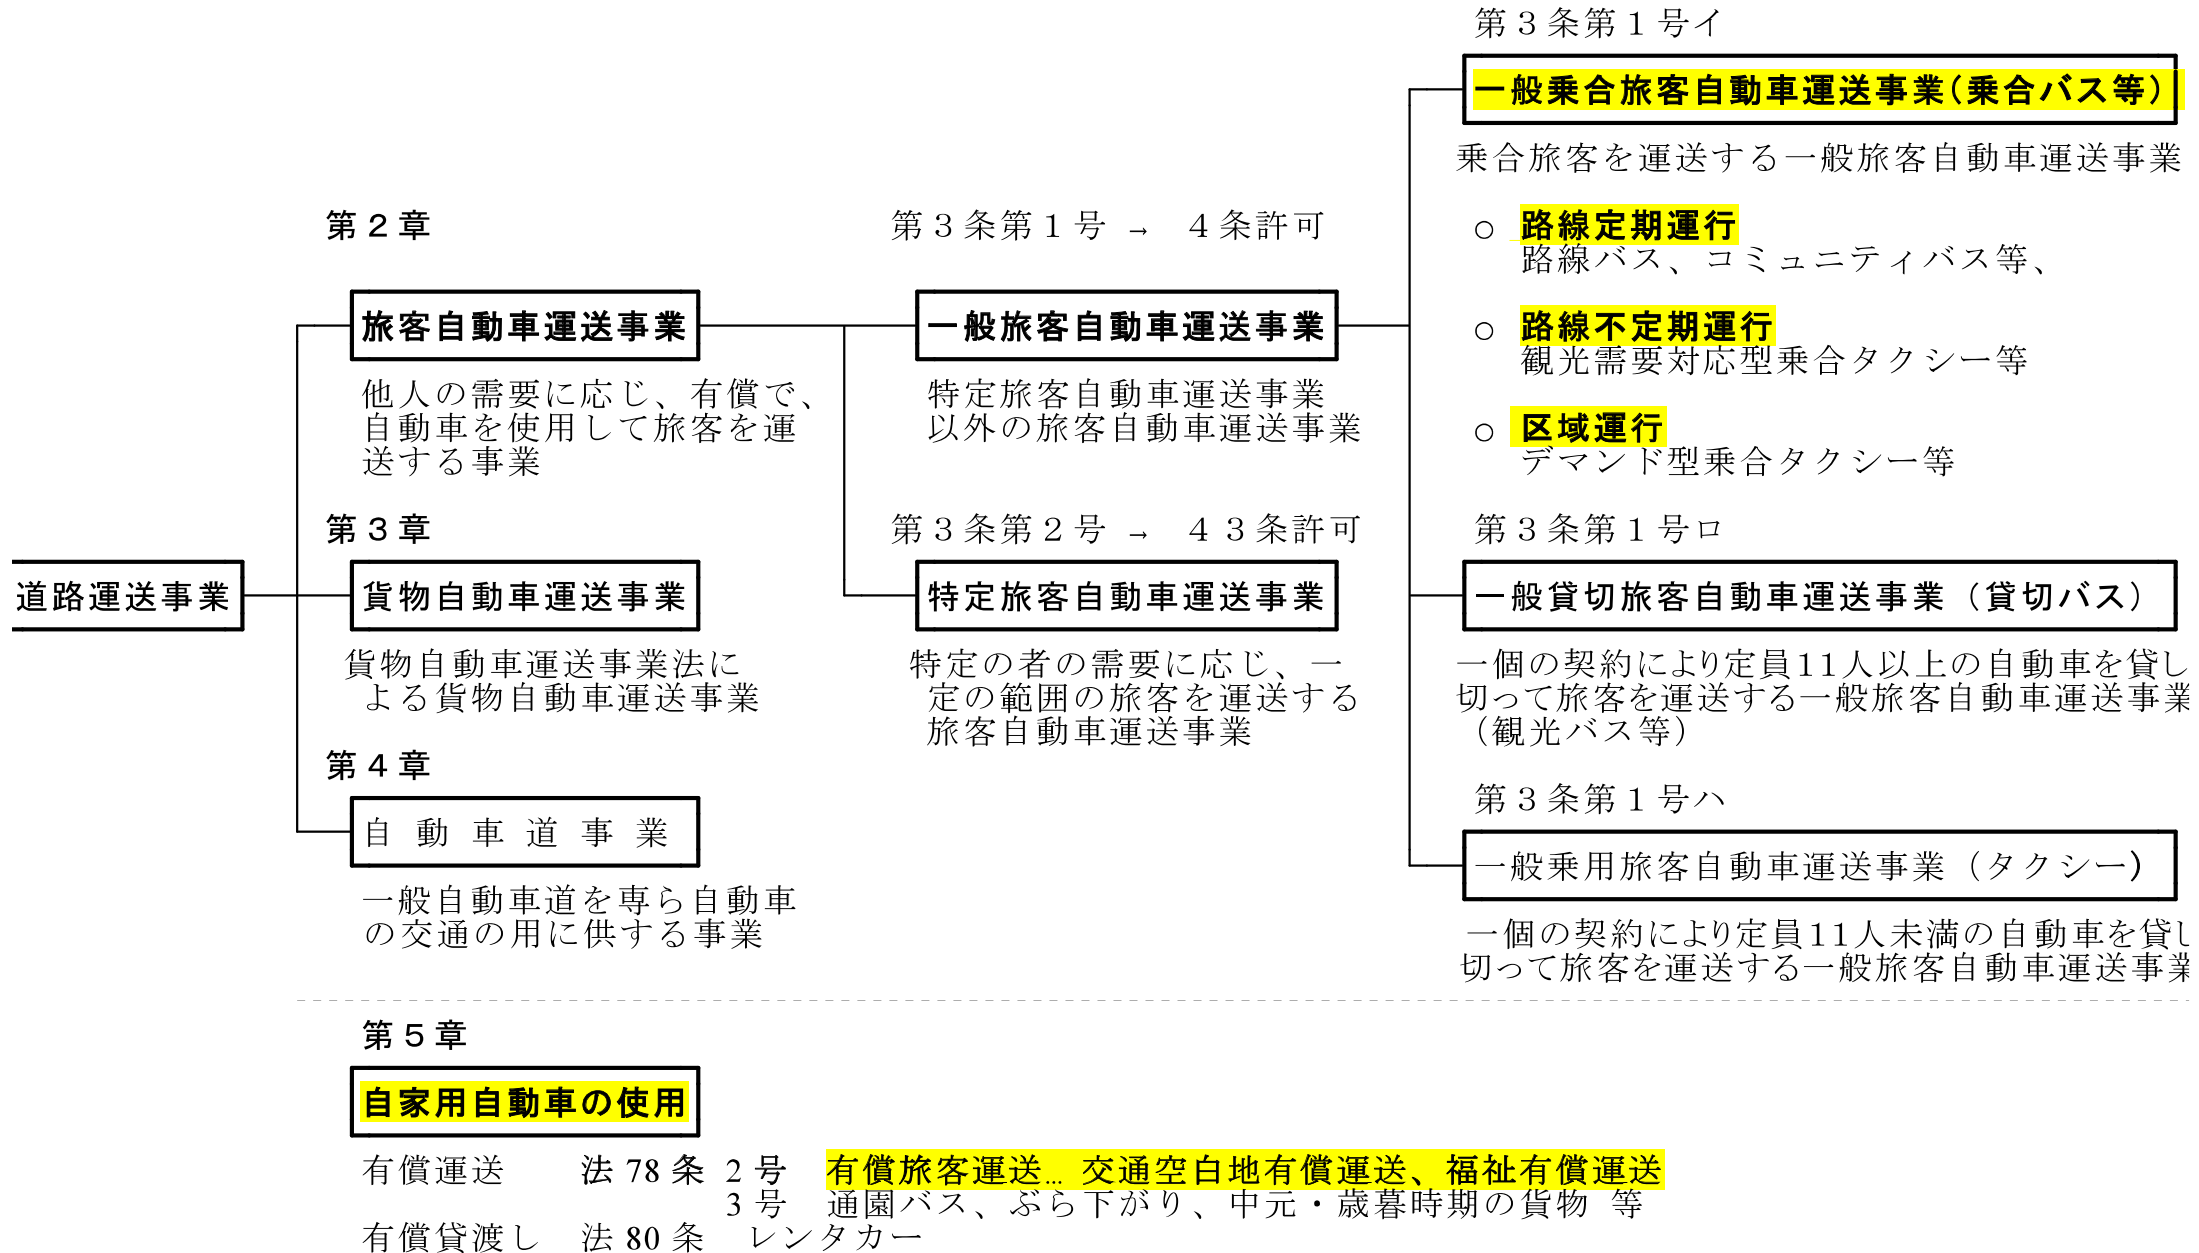 第３条第１号イ
一般乗合旅客自動車運送事業（乗合バス等）
乗合旅客を運送する一般旅客自動車運送事業
○ 路線定期運行
路線バス、コミュニティバス等、
○ 路線不定期運行
観光需要対応型乗合タクシー等
○ 区域運行
デマンド型乗合タクシー等
第２章
旅客自動車運送事業
他人の需要に応じ、有償で、
自動車を使用して旅客を運
送する事業
第３条第１号 → ４条許可
一般旅客自動車運送事業
特定旅客自動車運送事業
以外の旅客自動車運送事業
第３章
道路運送事業
貨物自動車運送事業
貨物自動車運送事業法に
よる貨物自動車運送事業
第３条第２号 → ４３条許可
特定旅客自動車運送事業
特定の者の需要に応じ、一
定の範囲の旅客を運送する
旅客自動車運送事業
第３条第１号ロ
一般貸切旅客自動車運送事業（貸切バス）
一個の契約により定員11人以上の自動車を貸し
切って旅客を運送する一般旅客自動車運送事業
（観光バス等）
第４章
自動車道事業
一般自動車道を専ら自動車
の交通の用に供する事業
第３条第１号ハ
一般乗用旅客自動車運送事業（タクシー）
一個の契約により定員11人未満の自動車を貸し
切って旅客を運送する一般旅客自動車運送事業
第５章
自家用自動車の使用
有償運送 法 78 条 2 号 有償旅客運送… 交通空白地有償運送、福祉有償運送
3 号 通園バス、ぶら下がり、中元・歳暮時期の貨物 等
有償貸渡し 法 80 条 レンタカー